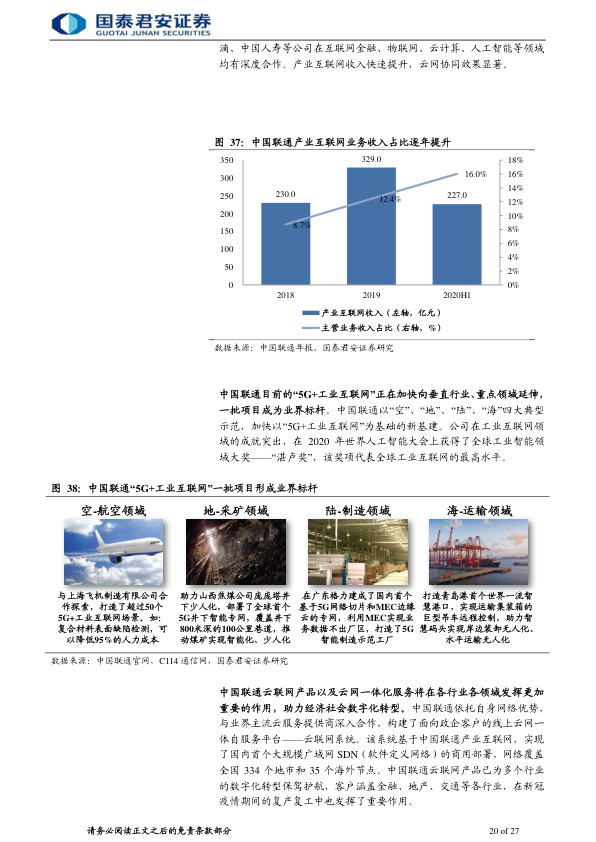 国泰君安证券
GUOTAI JUNAN SECURITIES
滴、中国人寿等公司在互联网金融、物联网、云计算、人工智能等领域
均有深度合作。产业互联网收入快速提升，云网协同效果显著。
图 37：中国联通产业互联网业务收入占比逐年提升
350
300
250
200
150
100
50
0
18%
16%
14%
12%
10%
8%
6%
4%
2%
0%
230.0
329.0
227.0
8.7%
12.4%
16.0%
2018
2019
2020H1
产业互联网收入（左轴，亿元）
主营业务收入占比（右轴，%）
数据来源：中国联通年报，国泰君安证券研究
中国联通目前的“5G+工业互联网”正在加快向垂直行业、重点领域延伸，
一批项目成为业界标杆。中国联通以“空”、“地”、“陆”、“海”四大典型
示范，加快以“5G+工业互联网”为基础的新基建。公司在工业互联网领
域的成就突出，在 2020 年世界人工智能大会上获得了全球工业智能领
域大奖——“湛卢奖”，该奖项代表全球工业互联网的最高水平。
图 38：中国联通“5G+工业互联网”一批项目形成业界标杆
空-航空领域
与上海飞机制造有限公司合
作探索，打造了超过50个
5G+工业互联网场景。如：
复合材料表面缺陷检测，可
以降低95%的人力成本
地-采矿领域
助力山西焦煤公司庞庞塔井
下少人化，部署了全球首个
5G井下智能专网，覆盖井下
800米深的100公里巷道，推
动煤矿实现智能化、少人化
陆-制造领域
在广东格力建成了国内首个
基于5G网络切片和MEC边缘
云的专网，利用MEC实现业
务数据不出厂区，打造了5G
智能制造示范工厂
海-运输领域
打造青岛港首个世界一流智
慧港口，实现运输集装箱的
巨型吊车远程控制，助力智
慧码头实现岸边装卸无人化、
水平运输无人化
数据来源：中国联通官网，C114 通信网，国泰君安证券研究
中国联通云联网产品以及云网一体化服务将在各行业各领域发挥更加
重要的作用，助力经济社会数字化转型。中国联通依托自身网络优势，
与业界主流云服务提供商深入合作，构建了面向政企客户的线上云网一
体自服务平台——云联网系统。该系统基于中国联通产业互联网，实现
了国内首个大规模广域网 SDN（软件定义网络）的商用部署，网络覆盖
全国 334 个地市和 35 个海外节点。中国联通云联网产品已为多个行业
的数字化转型保驾护航，客户涵盖金融、地产、交通等各行业，在新冠
疫情期间的复产复工中也发挥了重要作用。
请务必阅读正文之后的免责条款部分
20 of 27